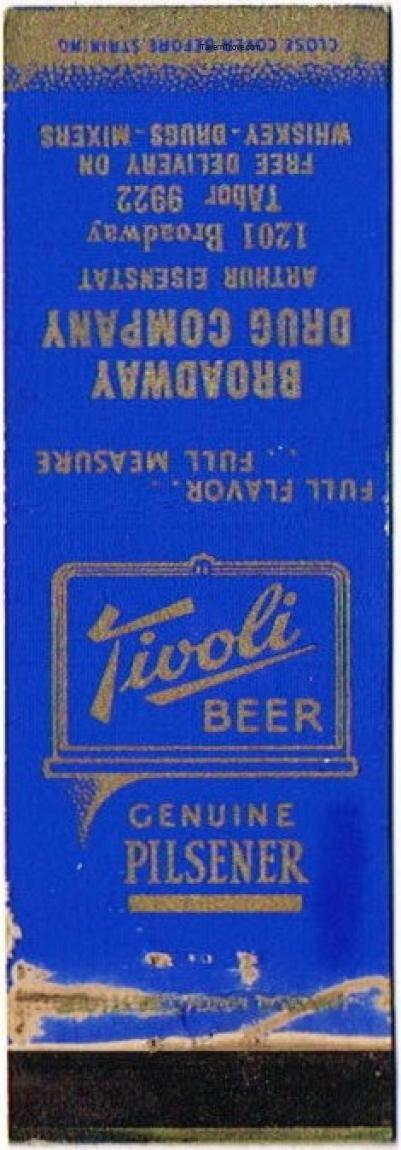 CLOSE COVER BEFORE STRIKING
Tivoli
BEER
GENUINE
PILSENER
FULL FLAVOR...
... FULL MEASURE
BROADWAY
DRUG COMPANY
ARTHUR EISENSTAT
1201 Broadway
TAbor 9922
FREE DELIVERY ON
WHISKEY-DRUGS-MIXERS